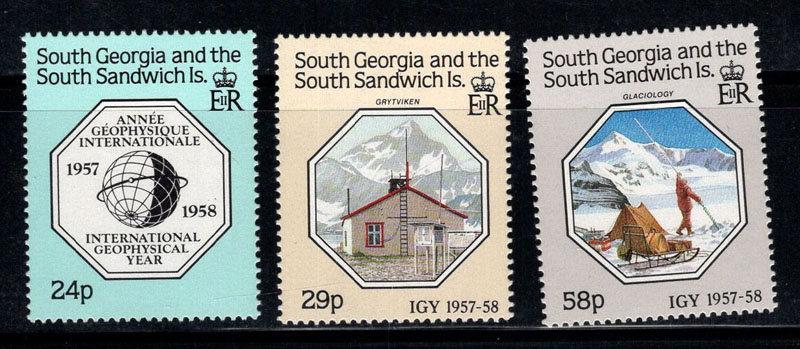 South Georgia and the
South Sandwich Is.
EIIR
ANNÉE
GÉOPHYSIQUE
INTERNATIONALE
1957
1958
INTERNATIONAL
GEOPHYSICAL
YEAR
24p
South Georgia and the
South Sandwich Is.
GRYTVIKEN
EIIR
29p
IGY 1957-58
South Georgia and the
South Sandwich Is.
GLACIOLOGY
EIIR
58p
IGY 1957-58